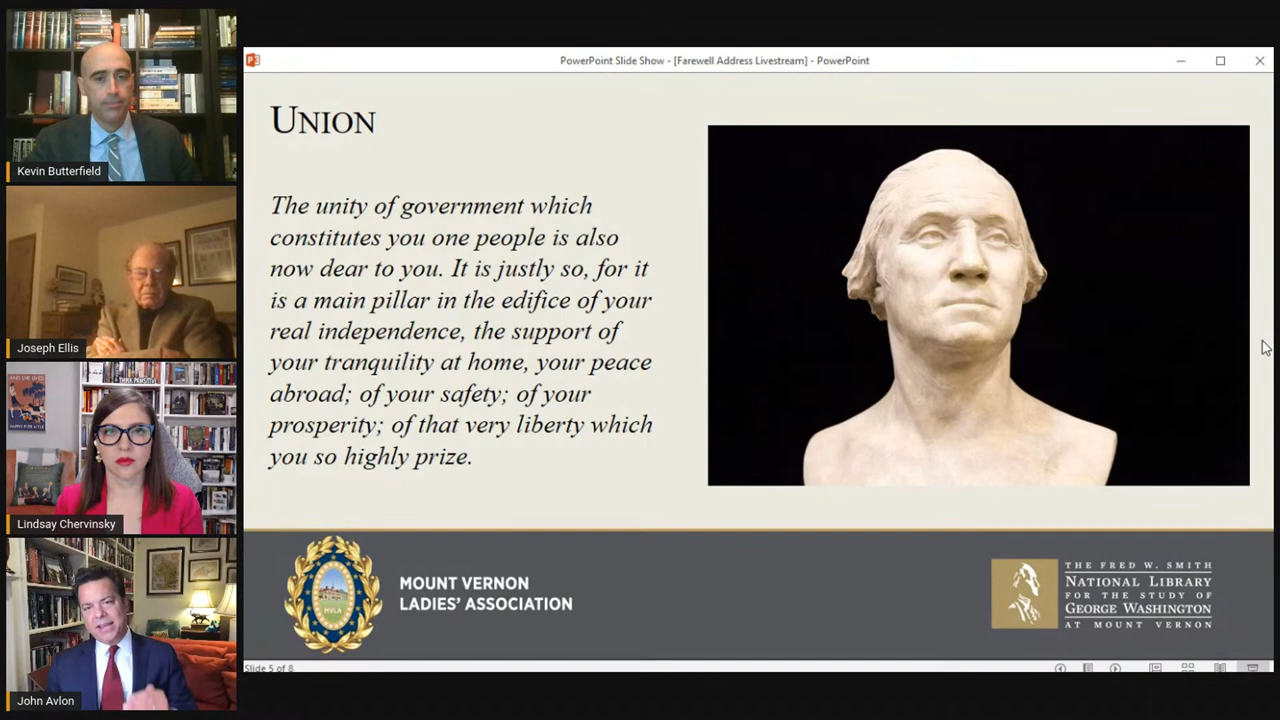 PowerPoint Slide Show - [Farewell Address Livestream] - PowerPoint
UNION
The unity of government which
constitutes you one people is also
now dear to you. It is justly so, for it
is a main pillar in the edifice of your
real independence, the support of
your tranquility at home, your peace
abroad; of your safety; of your
prosperity; of that very liberty which
you so highly prize.
MVLA
MOUNT VERNON
LADIES’ ASSOCIATION
THE FRED W. SMITH
NATIONAL LIBRARY
FOR THE STUDY OF
GEORGE WASHINGTON
AT MOUNT VERNON
Slide 5 of 8
Kevin Butterfield
Joseph Ellis
Lindsay Chervinsky
John Avlon